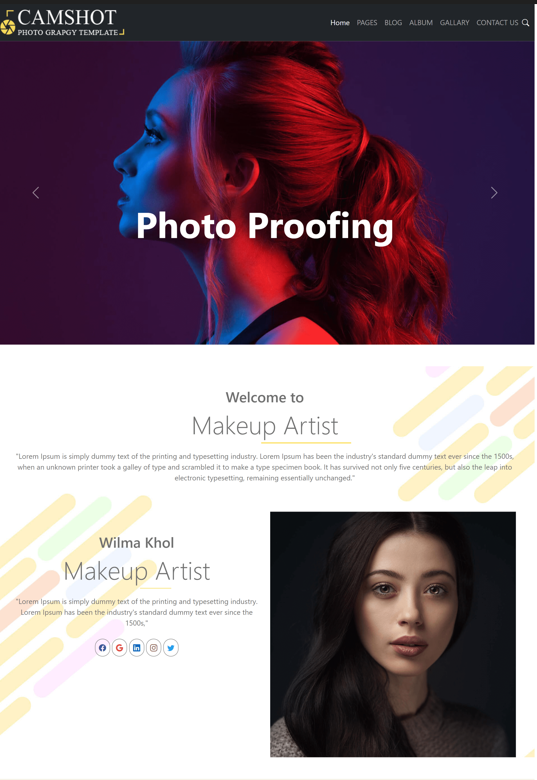 CAMSHOT
PHOTO GRAPGY TEMPLATE
Home PAGES BLOG ALBUM GALLARY CONTACT US
Photo Proofing
Welcome to
Makeup Artist
"Lorem Ipsum is simply dummy text of the printing and typesetting industry. Lorem Ipsum has been the industry's standard dummy text ever since the 1500s,
when an unknown printer took a galley of type and scrambled it to make a type specimen book. It has survived not only five centuries, but also the leap into
electronic typesetting, remaining essentially unchanged."
Wilma Khol
Makeup Artist
"Lorem Ipsum is simply dummy text of the printing and typesetting industry.
Lorem Ipsum has been the industry's standard dummy text ever since the
1500s,"